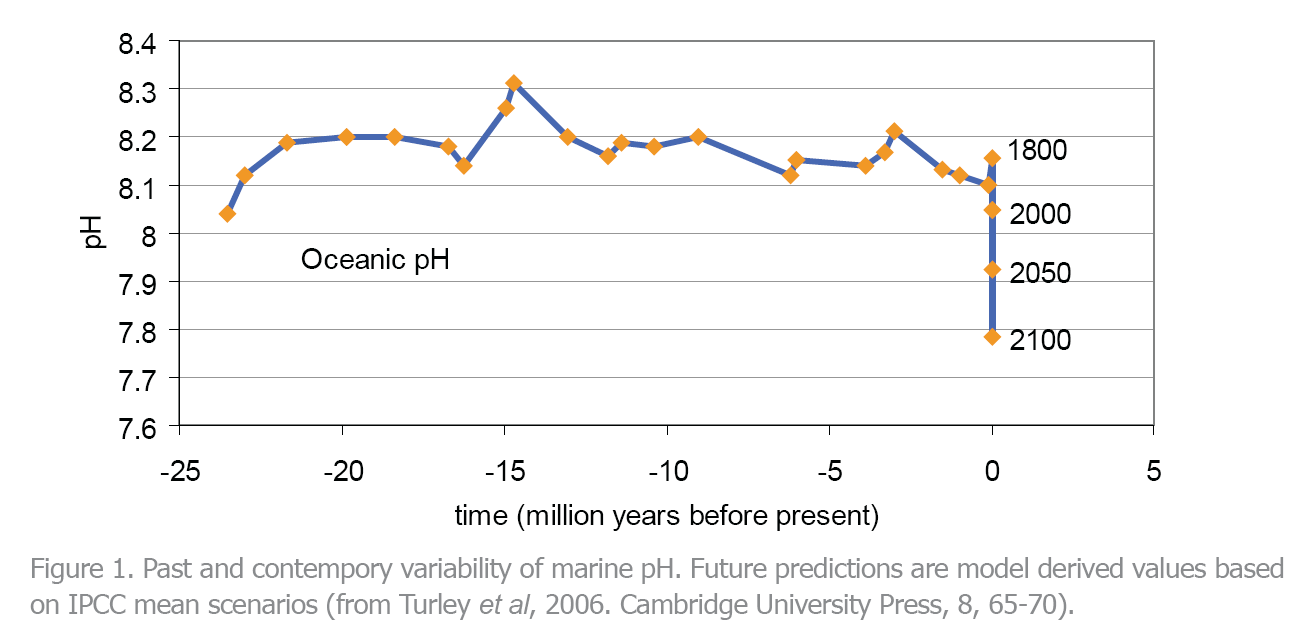 8.4
8.3
8.2
8.1
8
7.9
7.8
7.7
7.6
pH
Oceanic pH
1800
2000
2050
2100
-25 -20 -15 -10 -5 0 5
time (million years before present)
Figure 1. Past and contempory variability of marine pH. Future predictions are model derived values based
on IPCC mean scenarios (from Turley et al, 2006. Cambridge University Press, 8, 65-70).